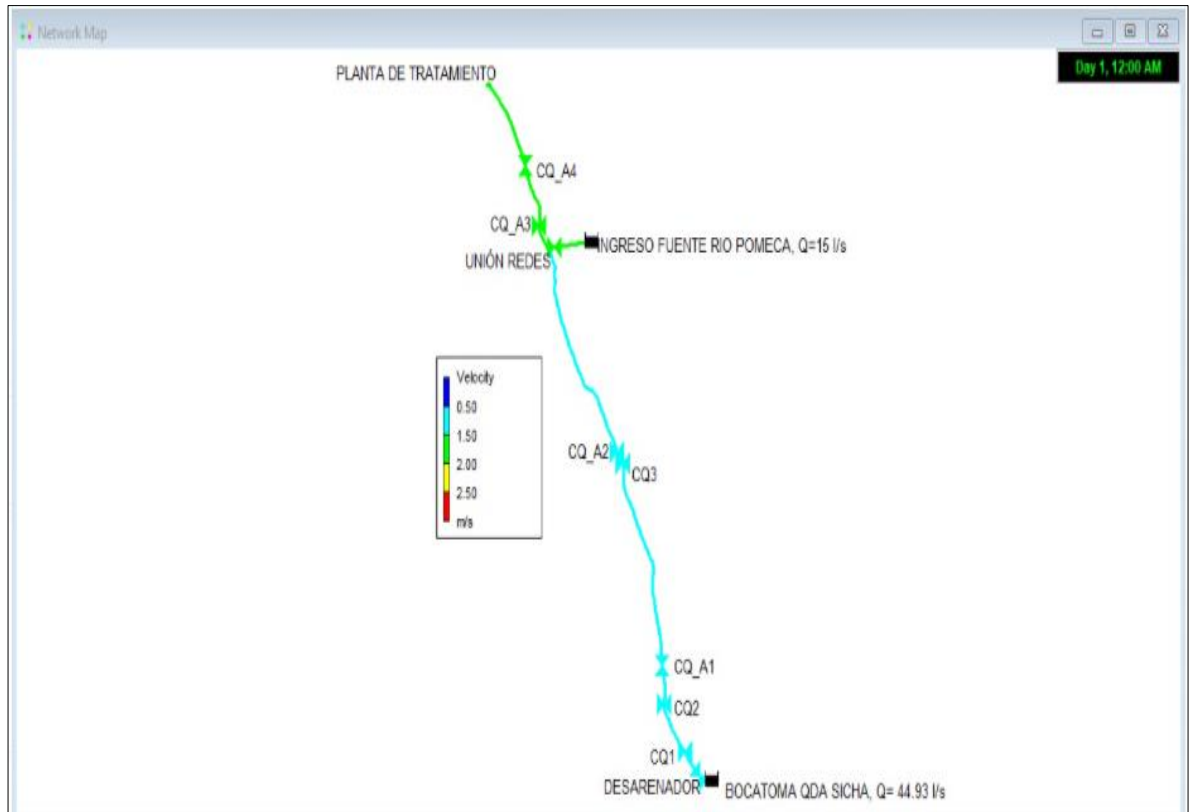 Network Map
Day 1, 12:00 AM
PLANTA DE TRATAMIENTO
CQ_A4
CQ_A3
INGRESO FUENTE RIO POMECA, Q=15 l/s
UNIÓN REDES
Velocity
0.50
1.50
2.00
2.50
m/s
CQ_A2
CQ3
CQ_A1
CQ2
CQ1
DESARENADOR
BOCATOMA QDA SICHA, Q= 44.93 l/s